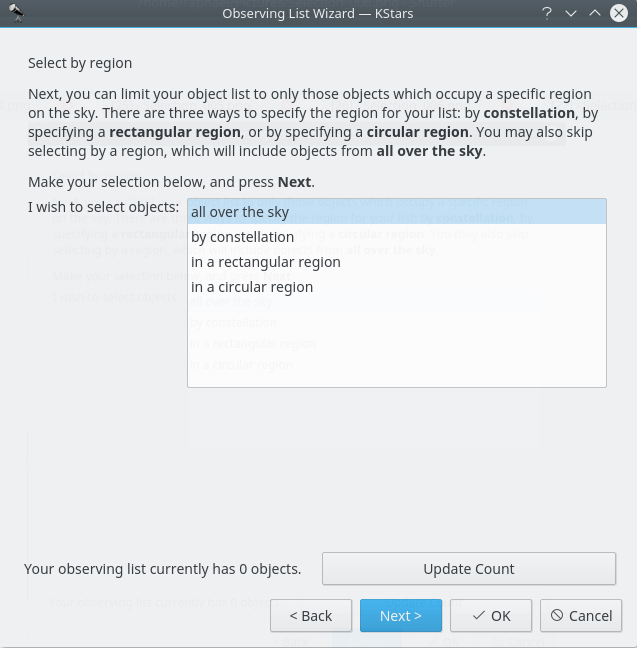 Observing List Wizard — KStars
Select by region
Next, you can limit your object list to only those objects which occupy a specific region
on the sky. There are three ways to specify the region for your list: by constellation, by
specifying a rectangular region, or by specifying a circular region. You may also skip
selecting by a region, which will include objects from all over the sky.
Make your selection below, and press Next.
I wish to select objects:
all over the sky
by constellation
in a rectangular region
in a circular region
Your observing list currently has 0 objects.
Update Count
< Back
Next >
OK
Cancel